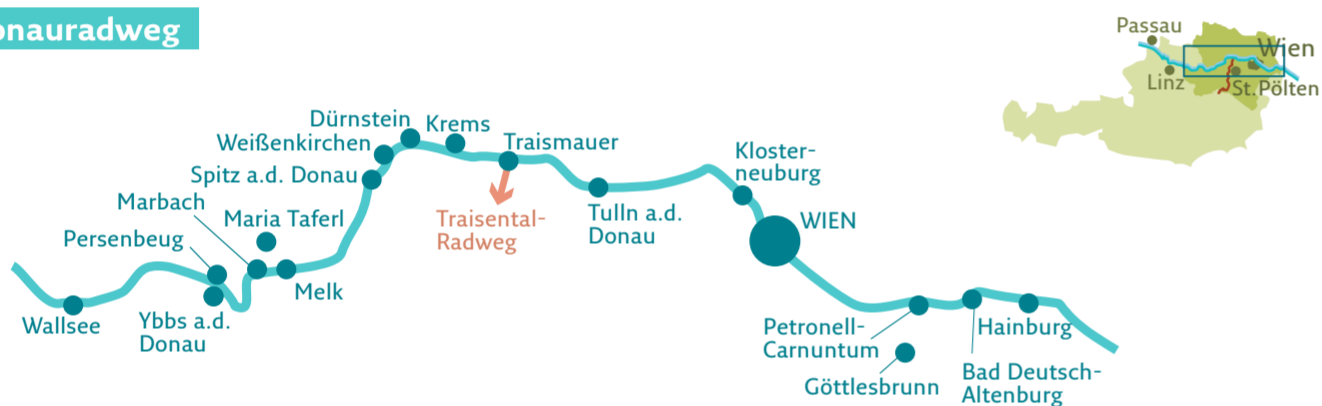 onauradweg
Passau
Wien
Linz
St.Pölten
Dürnstein
Krems
Weißenkirchen
Traismauer
Spitz a.d. Donau
Marbach
Maria Taferl
Persenbeug
Melk
Wallsee
Ybbs a.d.
Donau
Traisental-
Radweg
Tulln a.d.
Donau
Kloster-
neuburg
WIEN
Petronell-
Carnuntum
Göttlesbrunn
Hainburg
Bad Deutsch-
Altenburg